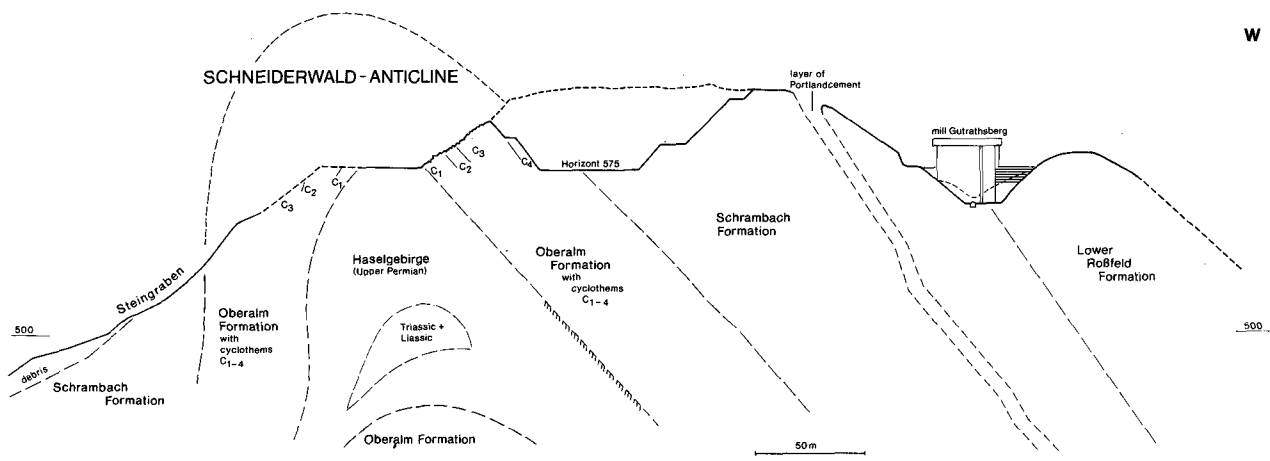 W
SCHNEIDERWALD-ANTICLINE
layer of
Portlandcement
mill Gutrathsberg
C3
C2
C1
C1
C2
C3
C4
Horizont 575
Steingraben
500
debris
Schrambach
Formation
Oberalm
Formation
with
cyclothems
C1-4
Haselgebirge
(Upper Permian)
Triassic +
Liassic
Oberalm Formation
Oberalm
Formation
with
cyclothems
C1-4
Schrambach
Formation
Lower
Roßfeld
Formation
500
50m